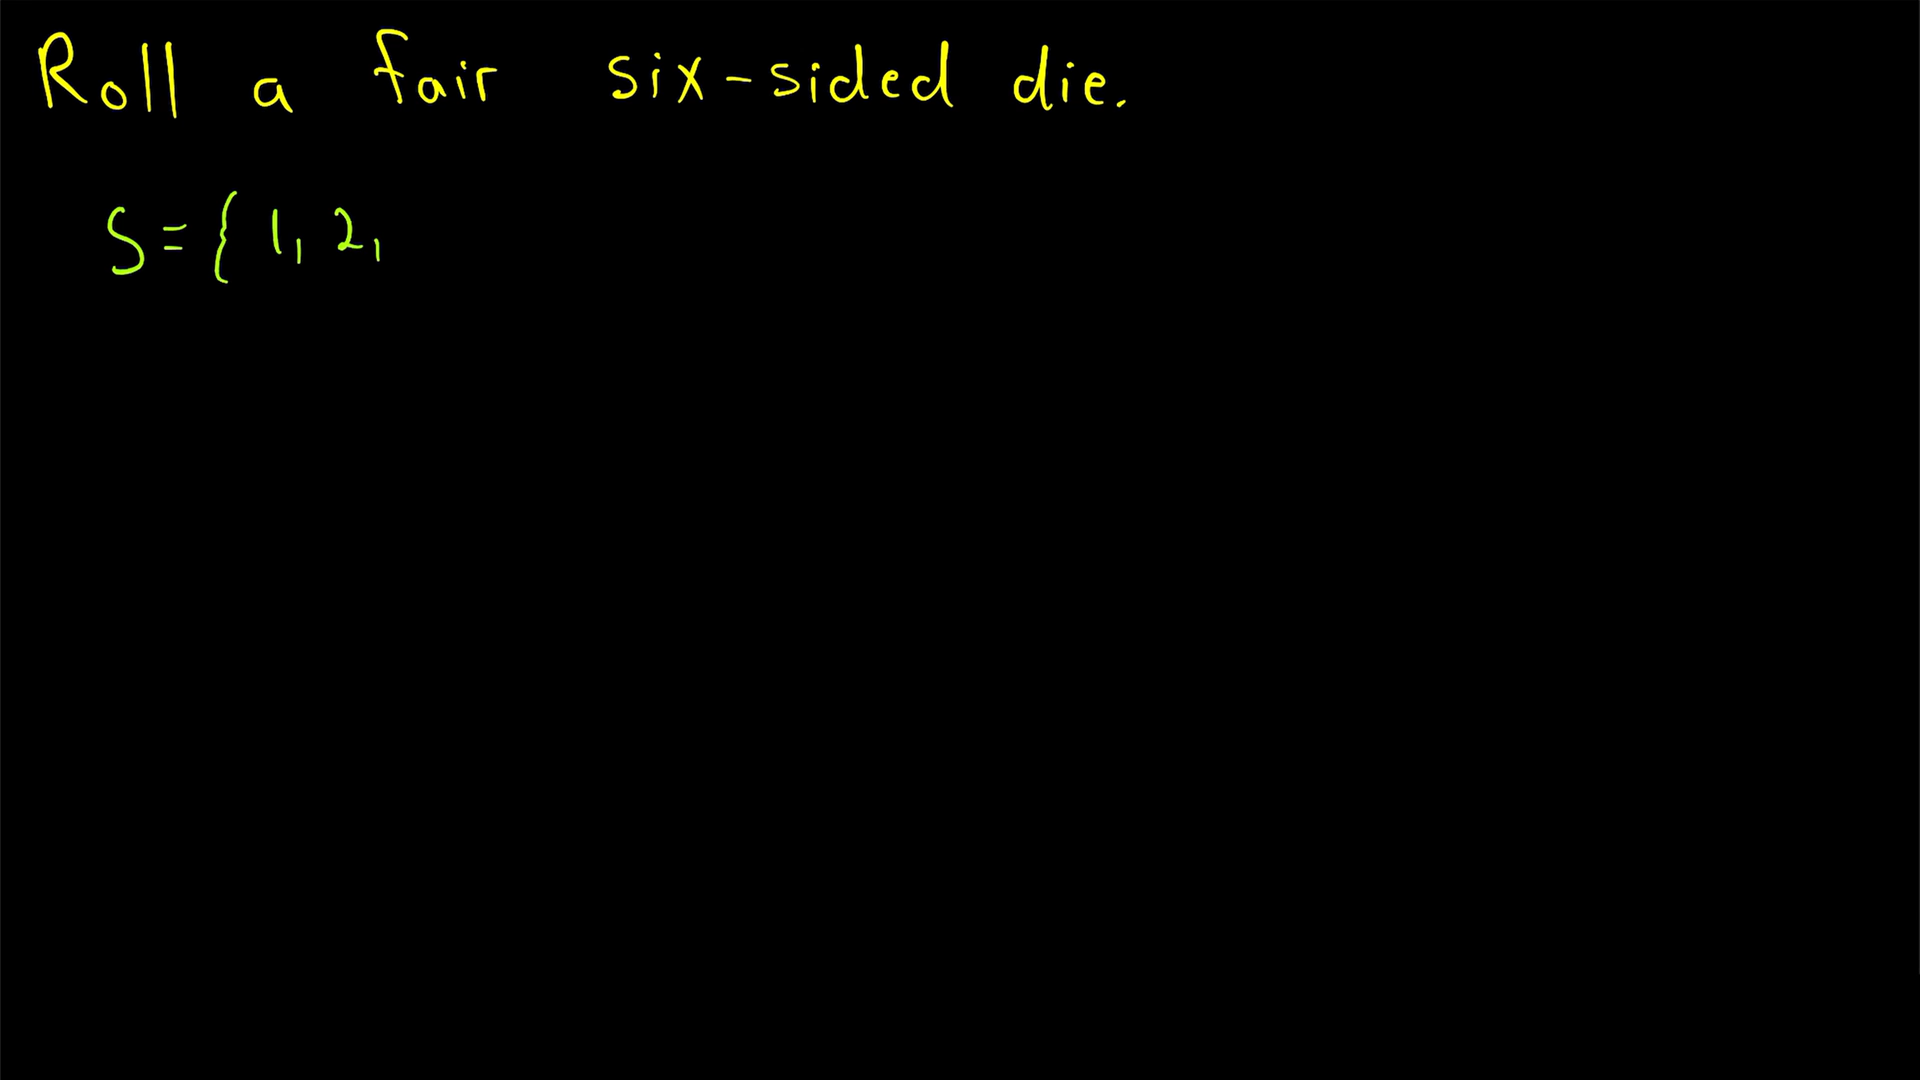 Roll a fair six-sided die.
S = { 1, 2,